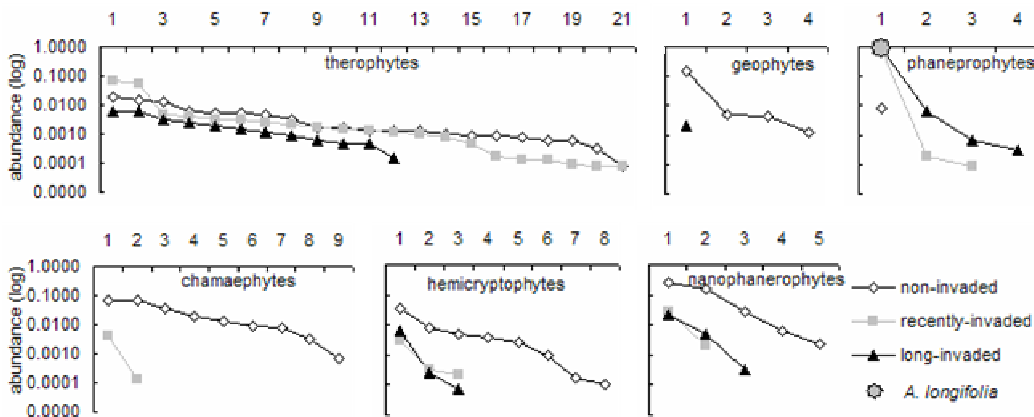 1 3 5 7 9 11 13 15 17 19 21
1 2 3 4
1 2 3 4
abundance (log)
1.0000
0.1000
0.0100
0.0010
0.0001
0.0000
therophytes
geophytes
phaneprophytes
1 2 3 4 5 6 7 8 9
1 2 3 4 5 6 7 8
1 2 3 4 5
abundance (log)
1.0000
0.1000
0.0100
0.0010
0.0001
0.0000
chamaephytes
hemicryptophytes
nanophanerophytes
non-invaded
recently-invaded
long-invaded
A. longifolia